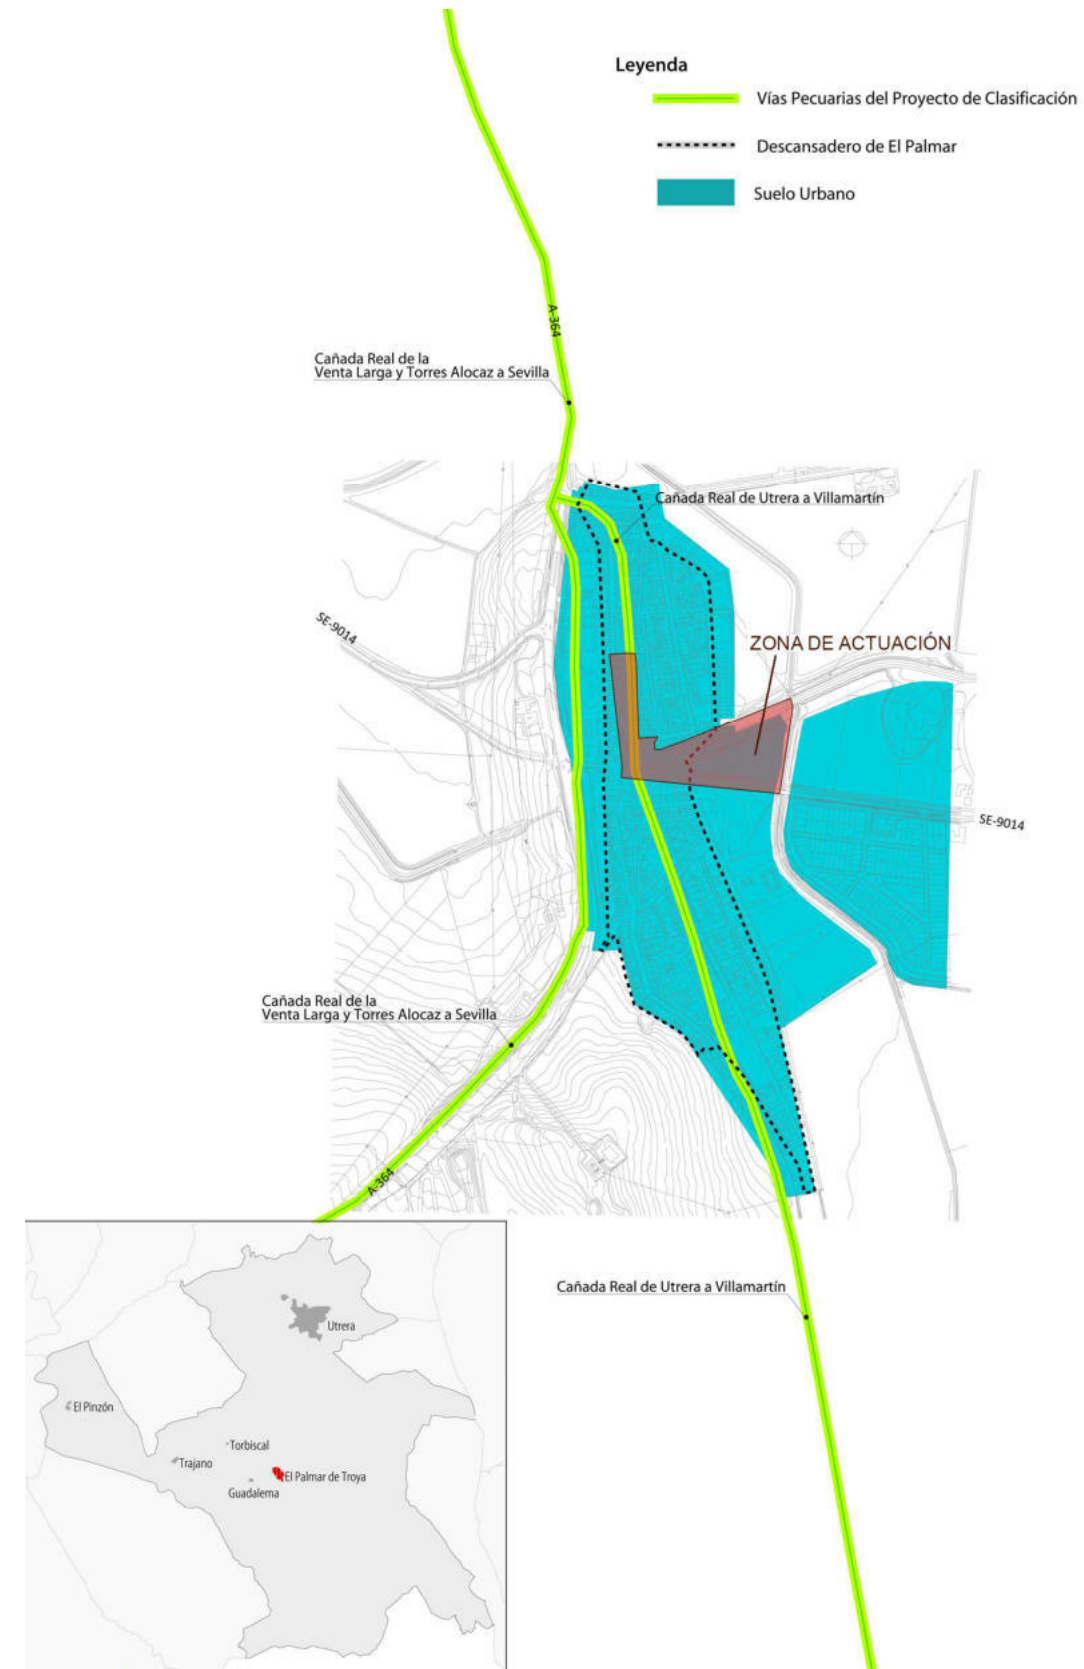 Leyenda
Vías Pecuarias del Proyecto de Clasificación
Descansadero de El Palmar
Suelo Urbano
A-364
Cañada Real de la
Venta Larga y Torres Alocaz a Sevilla
Cañada Real de Utrera a Villamartín
SE-9014
ZONA DE ACTUACIÓN
SE-9014
Cañada Real de la
Venta Larga y Torres Alocaz a Sevilla
A-364
Cañada Real de Utrera a Villamartín
Utrera
El Pinzón
Torbiscal
Trajano
El Palmar de Troya
Guadalema